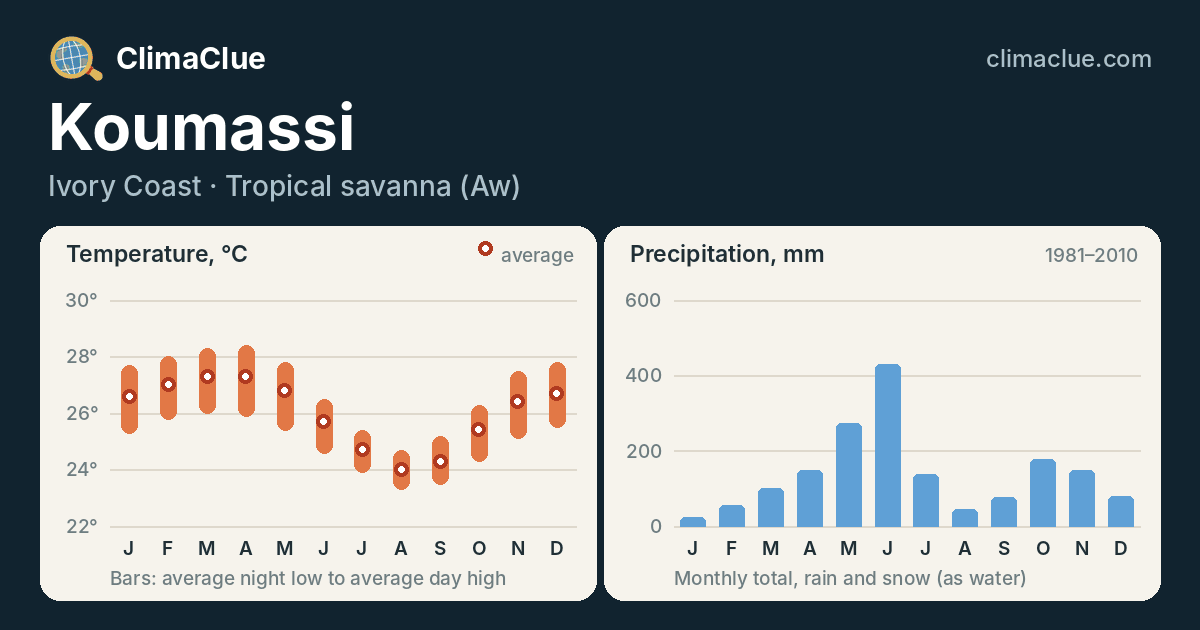 ClimaClue
climaclue.com
Koumassi
Ivory Coast · Tropical savanna (Aw)
Temperature, °C
average
30°
28°
26°
24°
22°
J F M A M J J A S O N D
Bars: average night low to average day high
Precipitation, mm
1981–2010
600
400
200
0
J F M A M J J A S O N D
Monthly total, rain and snow (as water)